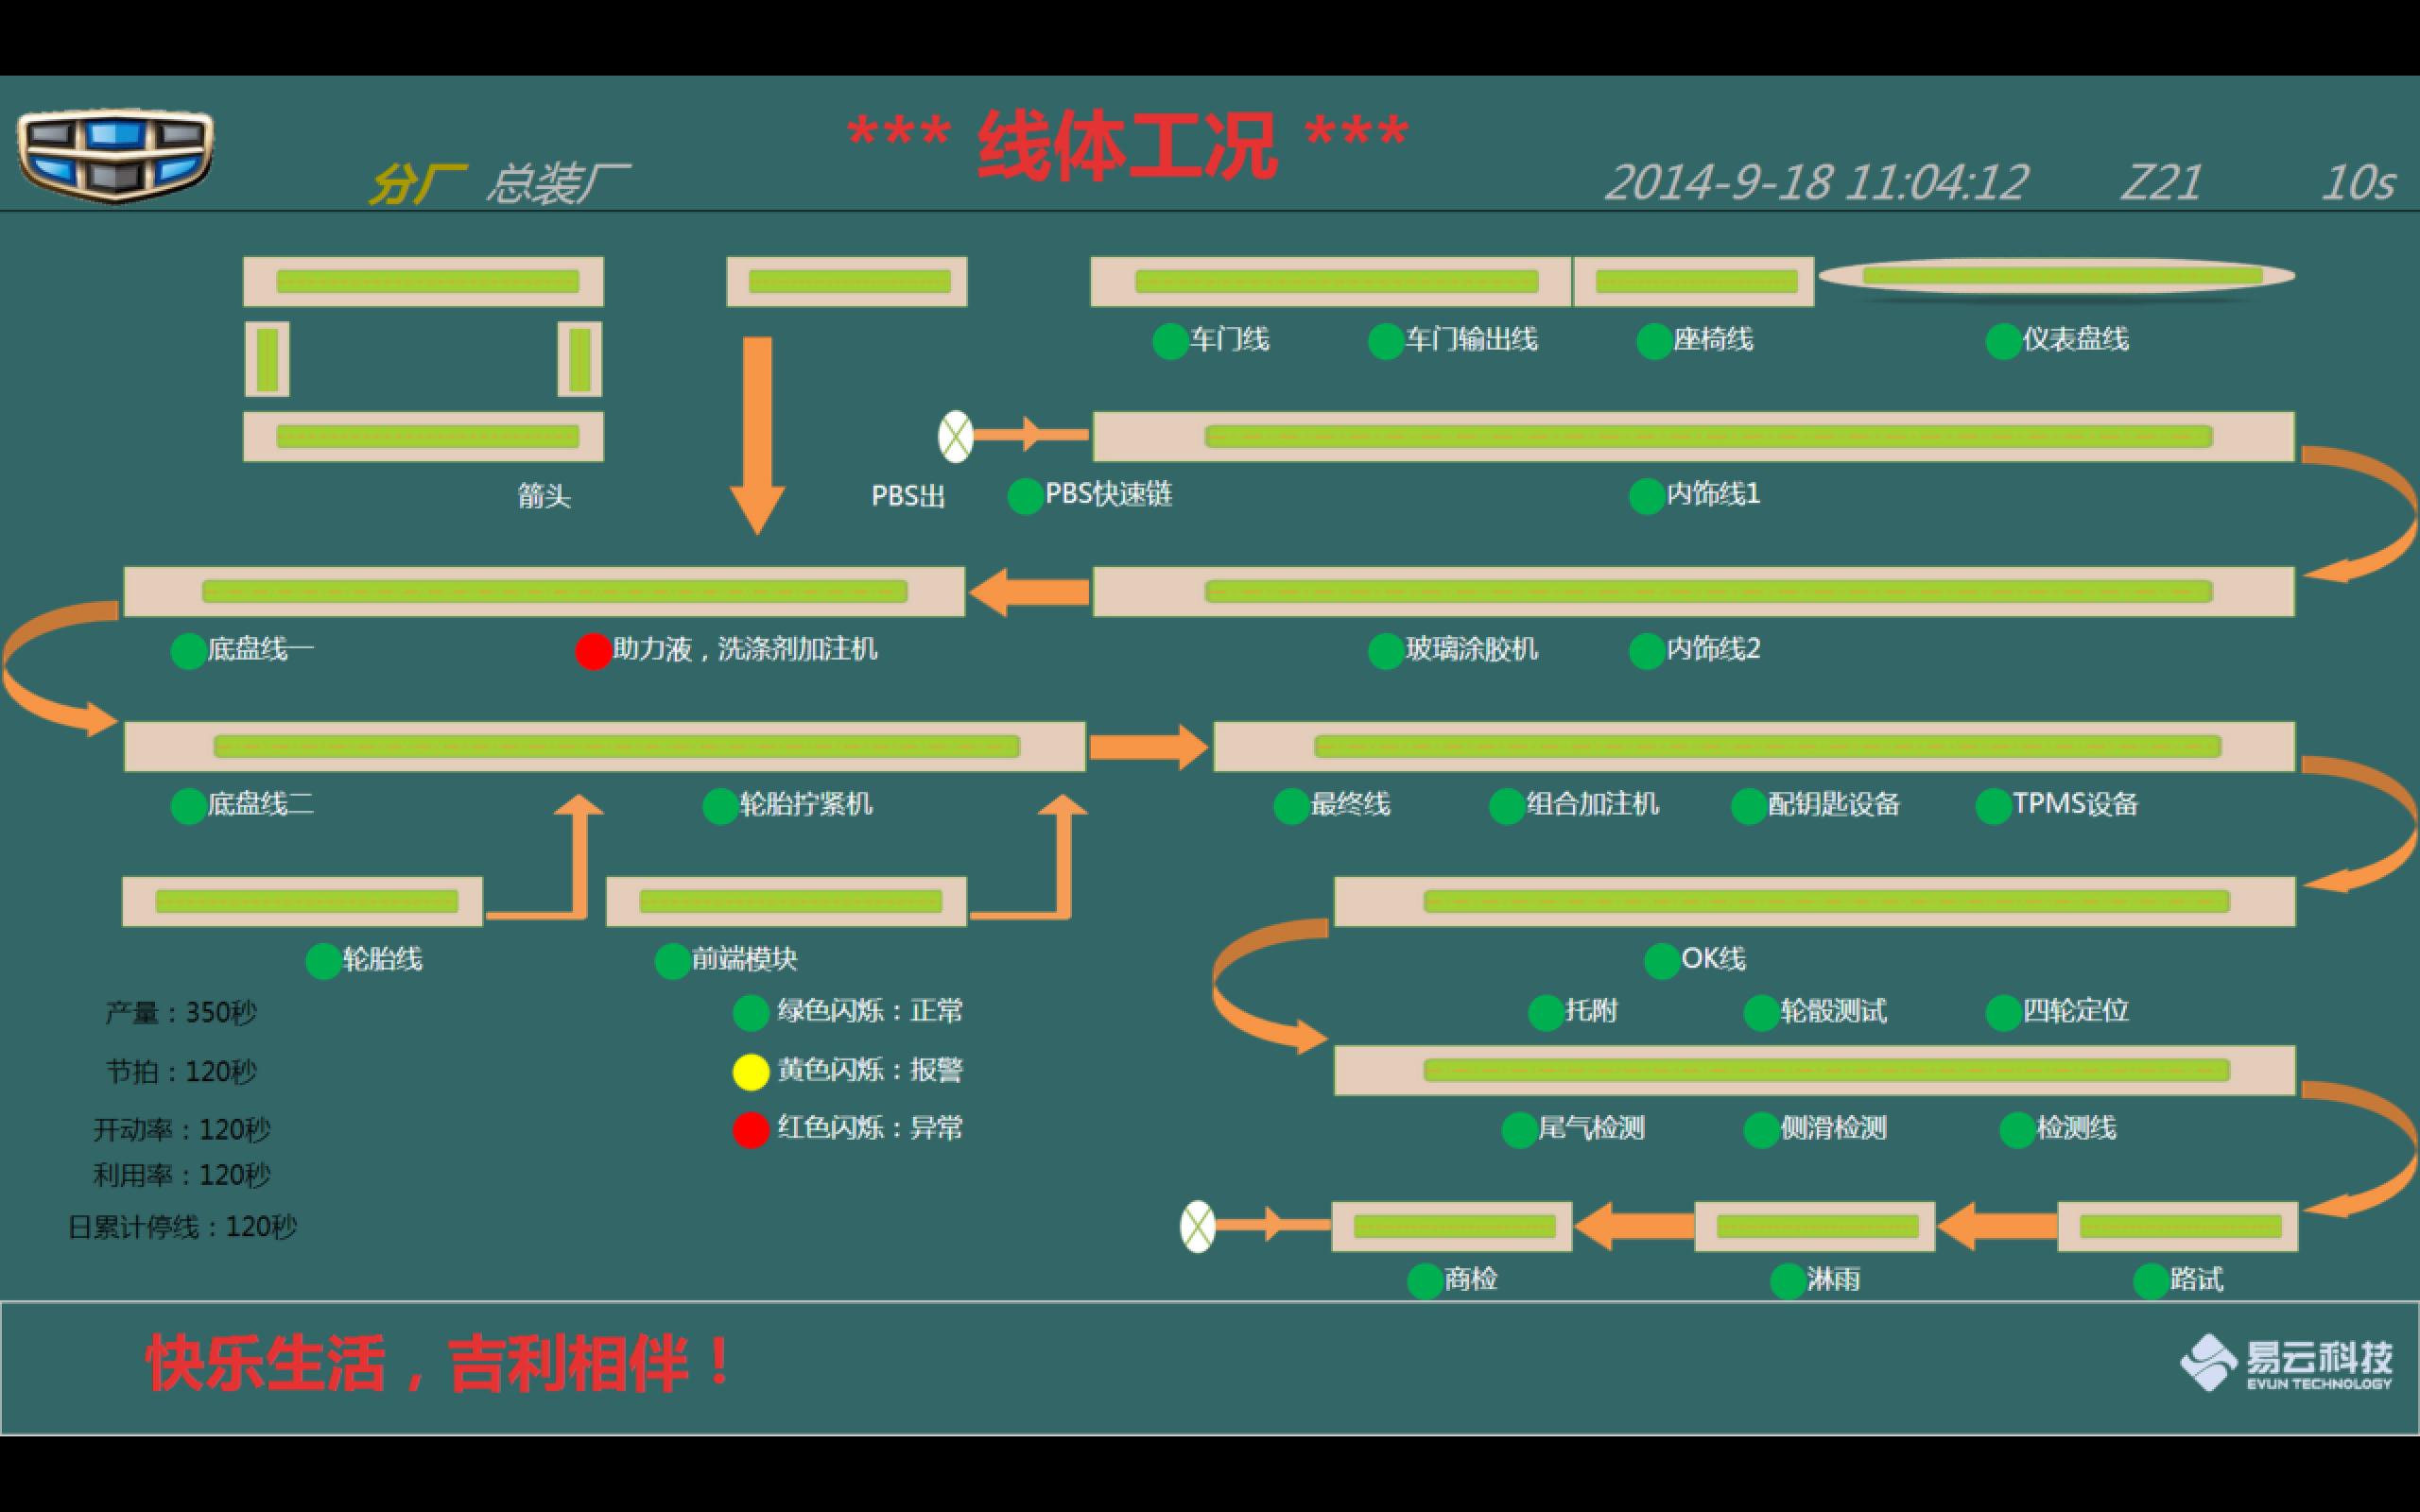 *** 线体工况 ***
分厂 总装厂
2014-9-18 11:04:12 Z21 10s
车门线 车门输出线 座椅线 仪表盘线
箭头 PBS出 PBS快速链 内饰线1
底盘线一 助力液，洗涤剂加注机 玻璃涂胶机 内饰线2
底盘线二 轮胎拧紧机 最终线 组合加注机 配钥匙设备 TPMS设备
轮胎线 前端模块 OK线
产量：350秒 绿色闪烁：正常 托附 轮骰测试 四轮定位
节拍：120秒 黄色闪烁：报警
开动率：120秒 红色闪烁：异常 尾气检测 侧滑检测 检测线
利用率：120秒
日累计停线：120秒
商检 淋雨 路试
快乐生活，吉利相伴！
易云科技
EVUN TECHNOLOGY